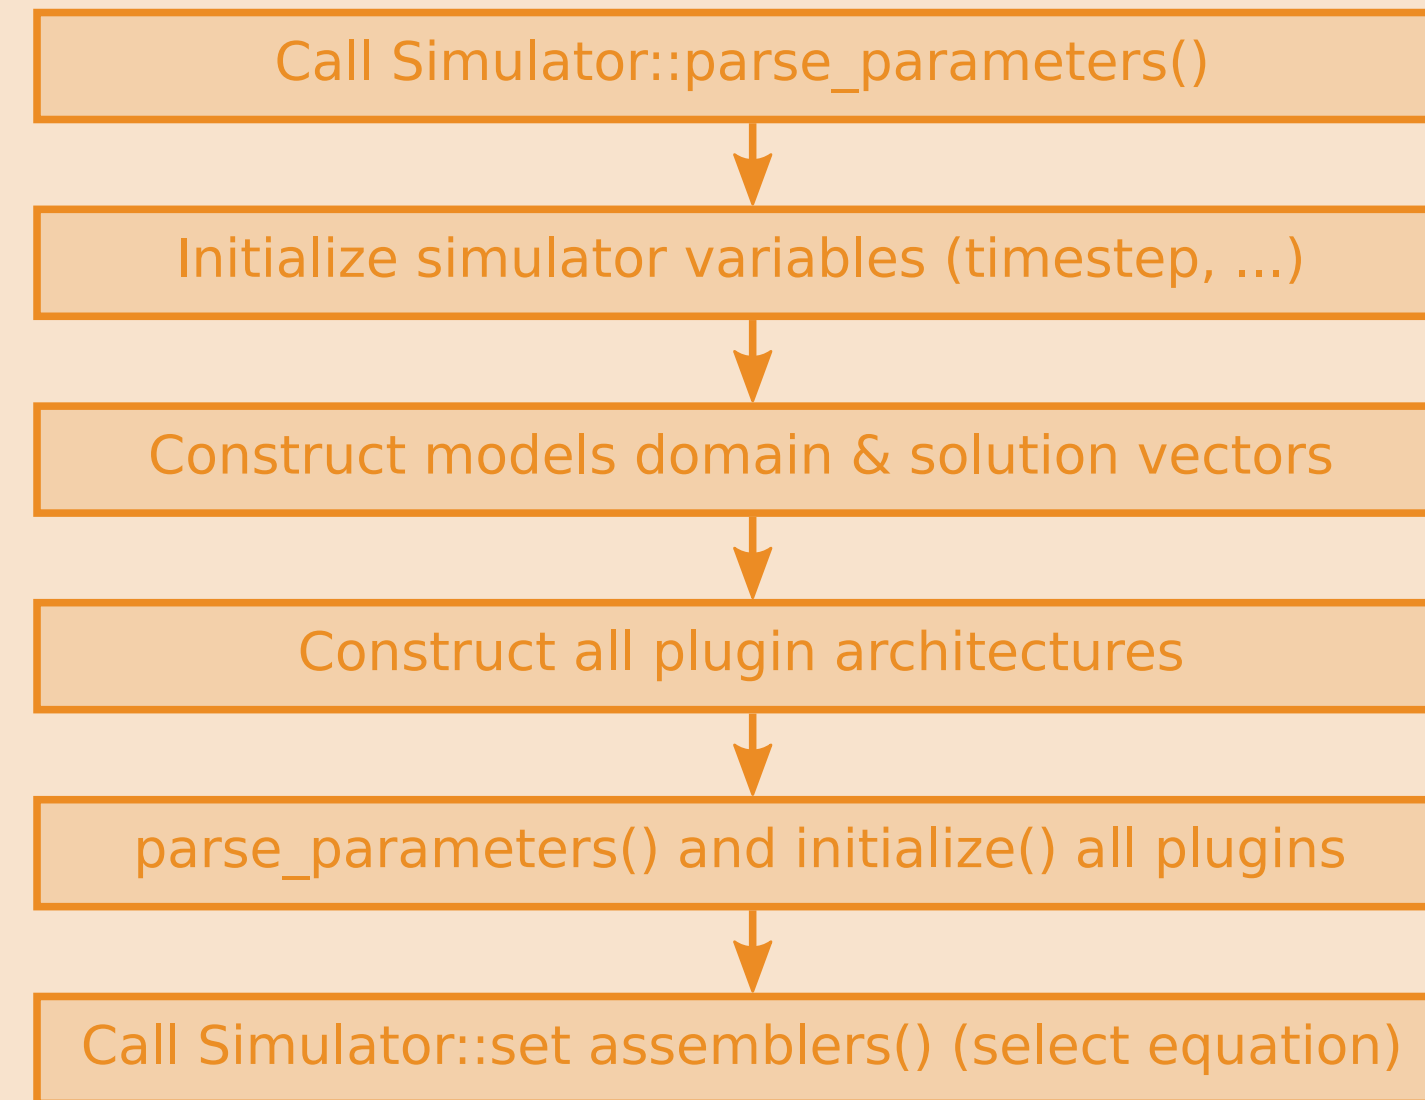 Call Simulator::parse_parameters()
Initialize simulator variables (timestep, ...)
Construct models domain & solution vectors
Construct all plugin architectures
parse_parameters() and initialize() all plugins
Call Simulator::set assemblers() (select equation)